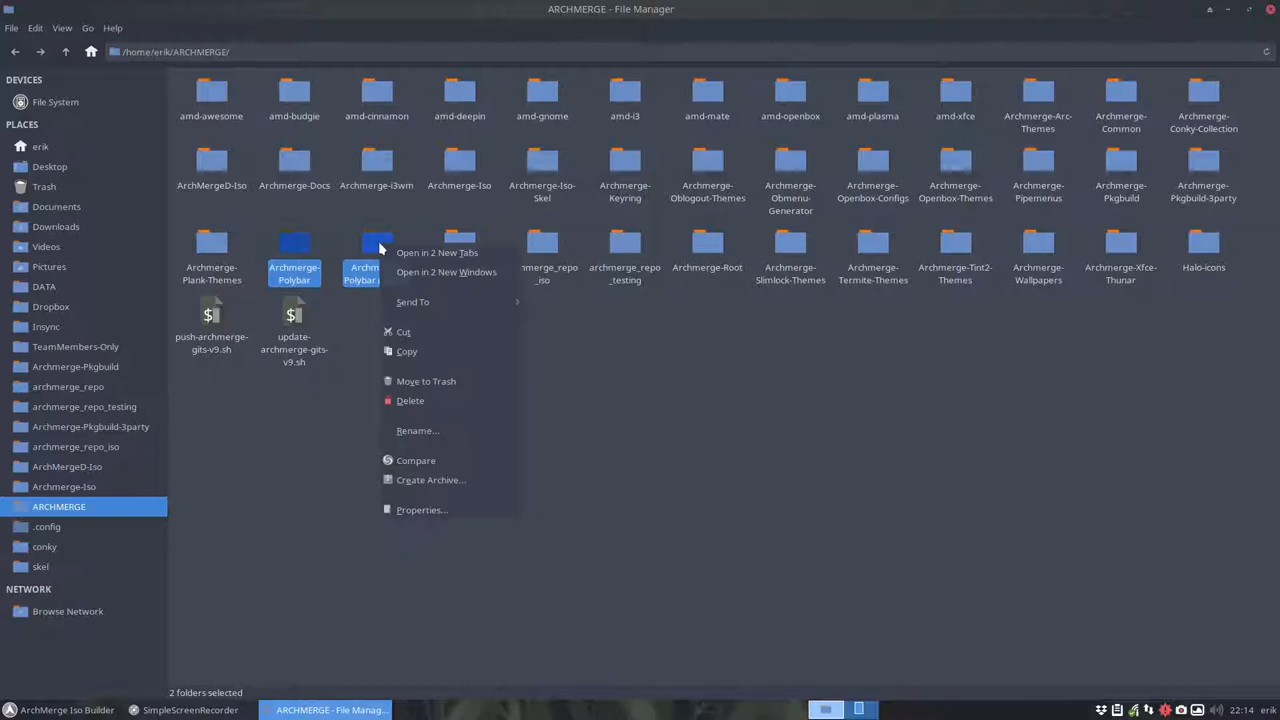 ARCHMERGE - File Manager
File Edit View Go Help
/home/erik/ARCHMERGE/
DEVICES
File System
PLACES
erik
Desktop
Trash
Documents
Downloads
Videos
Pictures
DATA
Dropbox
Insync
TeamMembers-Only
Archmerge-Pkgbuild
archmerge_repo
archmerge_repo_testing
Archmerge-Pkgbuild-3party
archmerge_repo_iso
ArchMergeD-Iso
Archmerge-Iso
ARCHMERGE
.config
conky
skel
NETWORK
Browse Network
amd-awesome
amd-budgie
amd-cinnamon
amd-deepin
amd-gnome
amd-i3
amd-mate
amd-openbox
amd-plasma
amd-xfce
Archmerge-Arc-
Themes
Archmerge-
Common
Archmerge-
Conky-Collection
ArchMergeD-Iso
Archmerge-Docs
Archmerge-i3wm
Archmerge-Iso
Archmerge-Iso-
Skel
Archmerge-
Keyring
Archmerge-
Oblogout-Themes
Archmerge-
Obmenu-
Generator
Archmerge-
Openbox-Configs
Archmerge-
Openbox-Themes
Archmerge-
Pipemenus
Archmerge-
Pkgbuild
Archmerge-
Pkgbuild-3party
Archmerge-
Plank-Themes
Archmerge-
Polybar
Archm
Polybar
hmerge_repo
_iso
archmerge_repo
_testing
Archmerge-Root
Archmerge-
Slimlock-Themes
Archmerge-
Termite-Themes
Archmerge-Tint2-
Themes
Archmerge-
Wallpapers
Archmerge-Xfce-
Thunar
Halo-icons
push-archmerge-
gits-v9.sh
update-
archmerge-gits-
v9.sh
Open in 2 New Tabs
Open in 2 New Windows
Send To
Cut
Copy
Move to Trash
Delete
Rename...
Compare
Create Archive...
Properties...
2 folders selected
ArchMerge Iso Builder
SimpleScreenRecorder
ARCHMERGE - File Manag...
22:14 erik